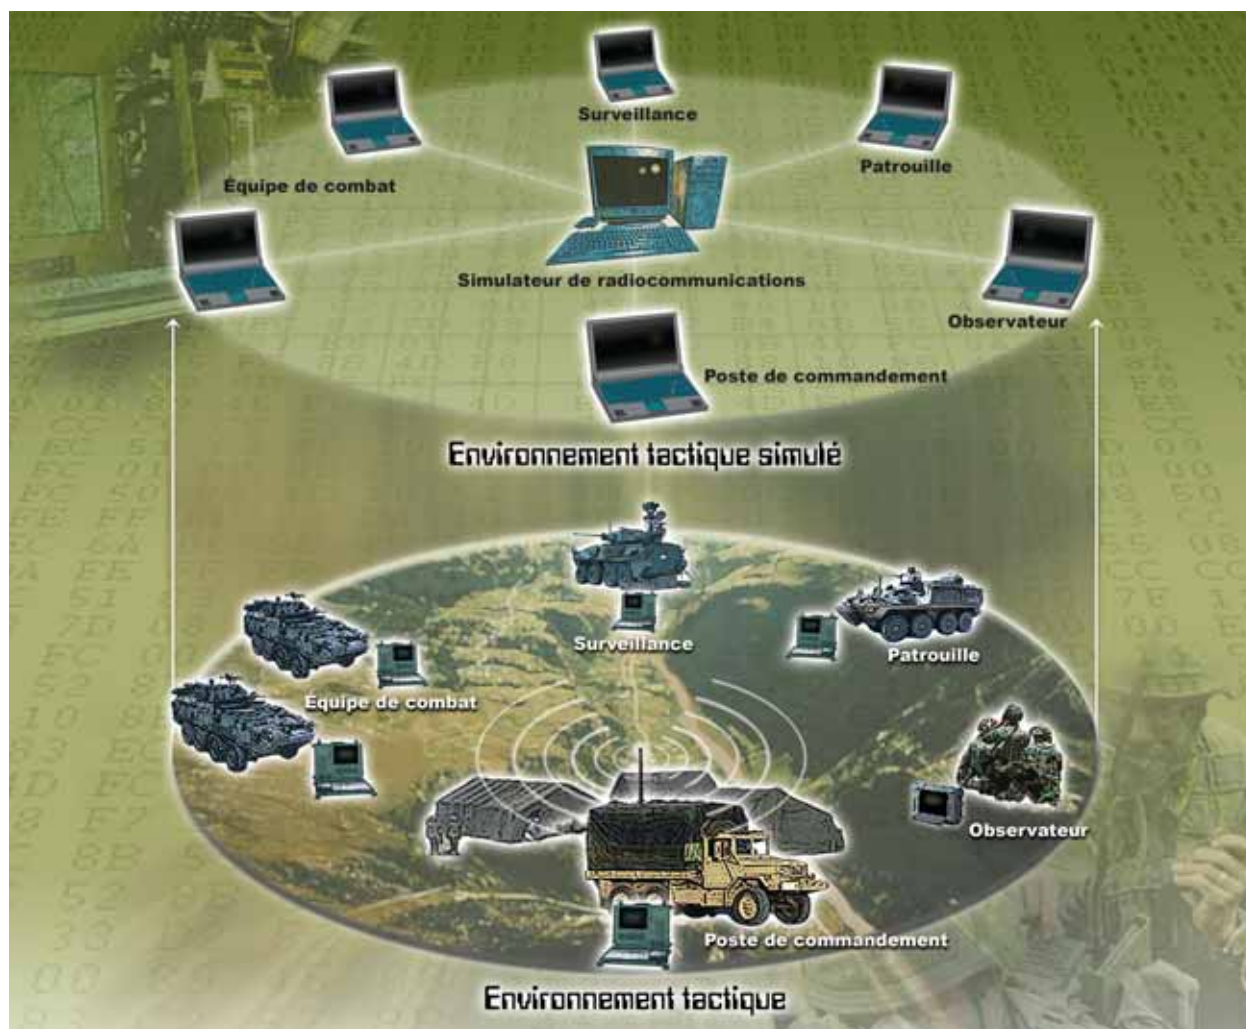 Surveillance
Patrouille
Équipe de combat
Simulateur de radiocommunications
Observateur
Poste de commandement
Environnement tactique simulé
Surveillance
Patrouille
Équipe de combat
Observateur
Poste de commandement
Environnement tactique